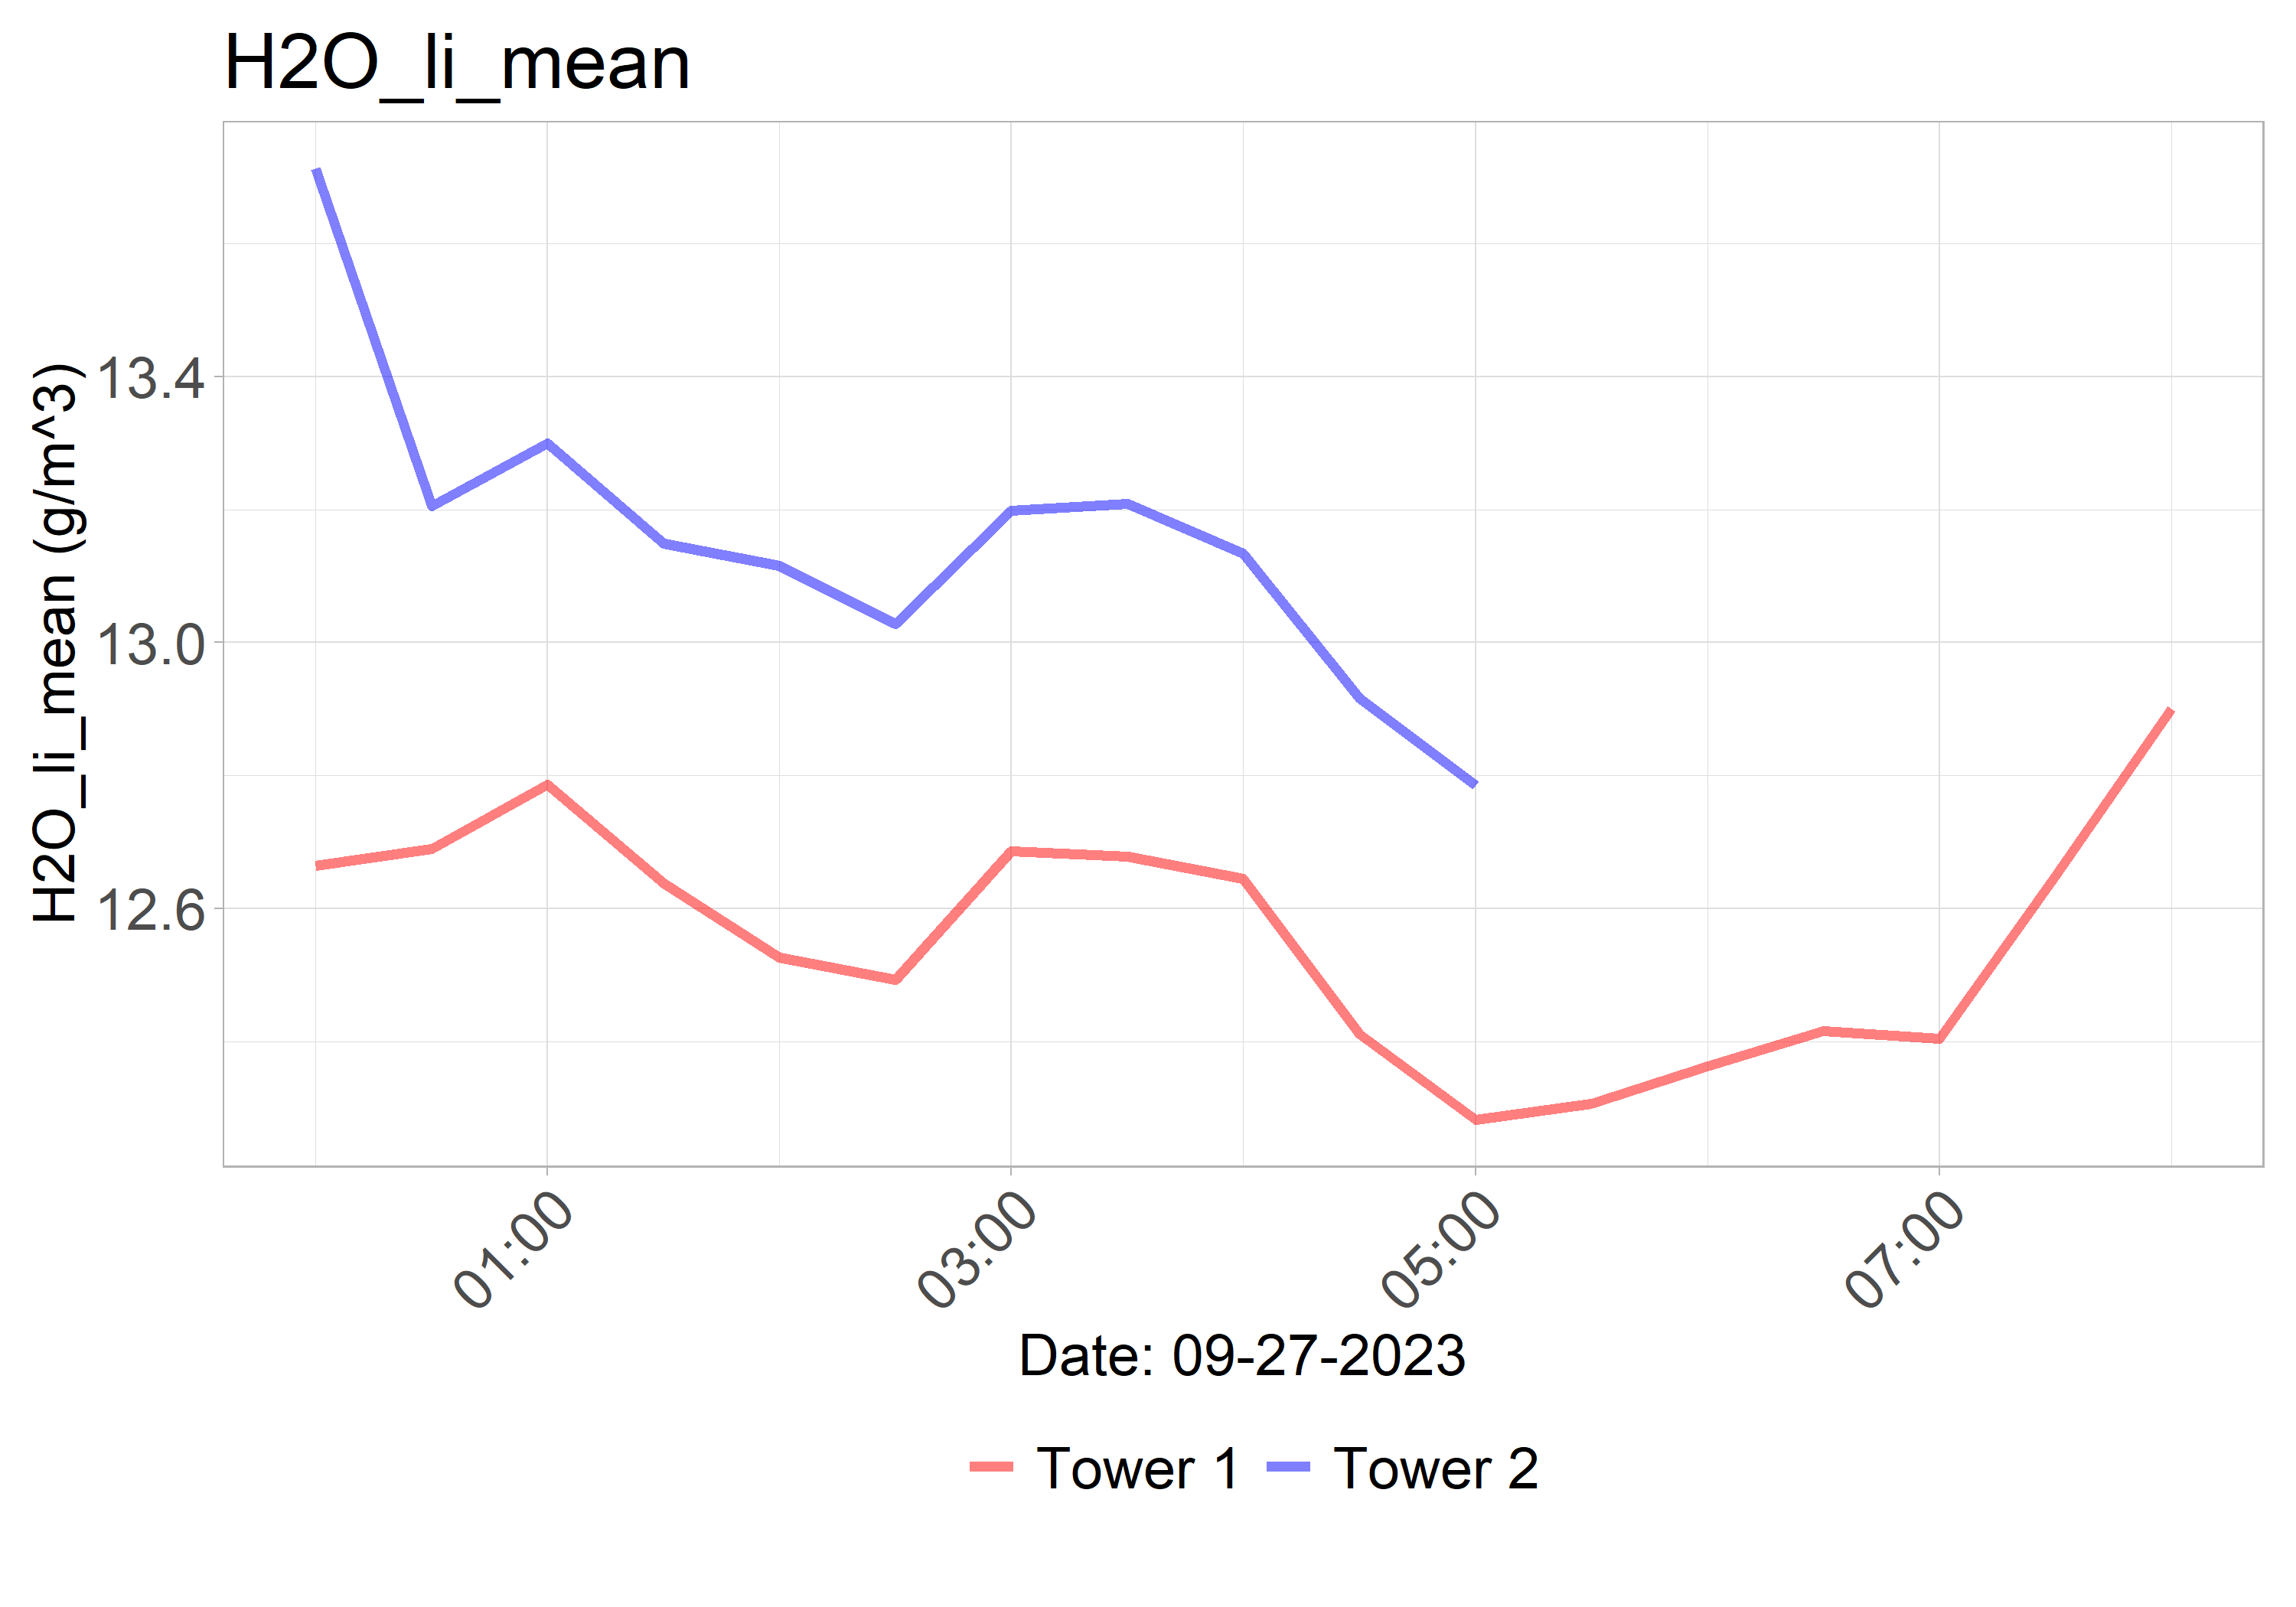 H2O_li_mean
H2O_li_mean (g/m^3)
13.4
13.0
12.6
01:00
03:00
05:00
07:00
Date: 09-27-2023
Tower 1
Tower 2